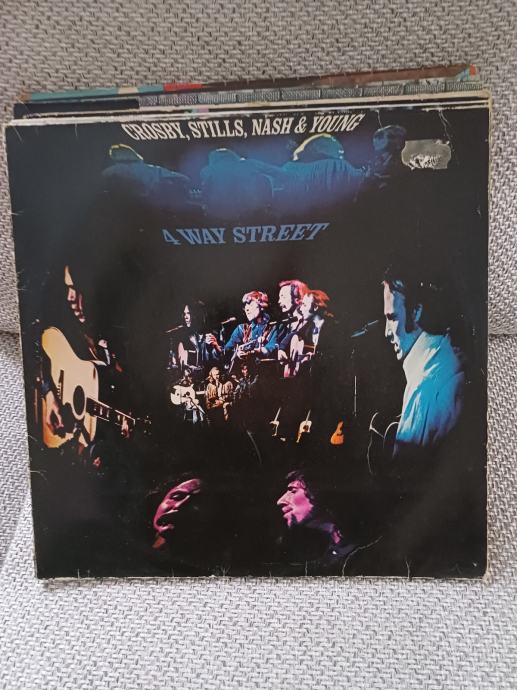 CROSBY, STILLS, NASH & YOUNG
4 WAY STREET